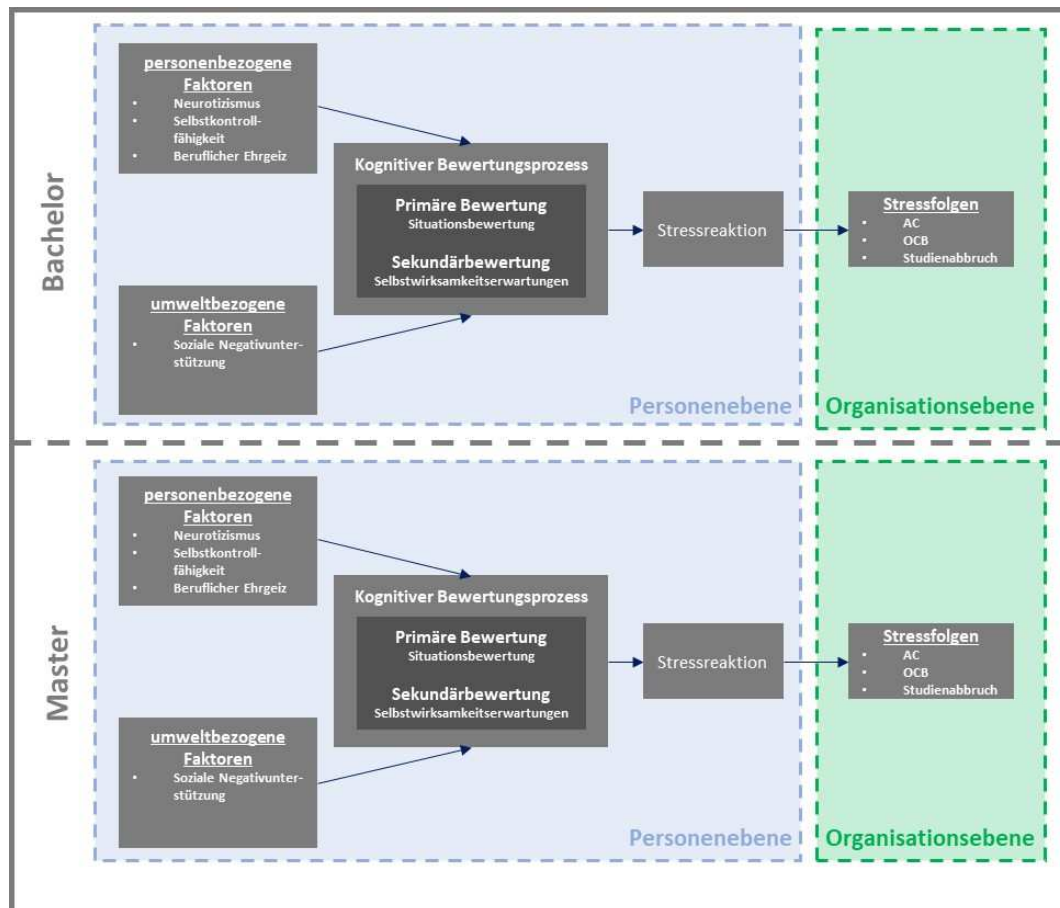 Bachelor
personenbezogene
Faktoren
• Neurotizismus
• Selbstkontroll-
fähigkeit
• Beruflicher Ehrgeiz
umweltbezogene
Faktoren
• Soziale Negativunter-
stützung
Kognitiver Bewertungsprozess
Primäre Bewertung
Situationsbewertung
Sekundärbewertung
Selbstwirksamkeitserwartungen
Stressreaktion
Personenebene
Stressfolgen
• AC
• OCB
• Studienabbruch
Organisationsebene
Master
personenbezogene
Faktoren
• Neurotizismus
• Selbstkontroll-
fähigkeit
• Beruflicher Ehrgeiz
umweltbezogene
Faktoren
• Soziale Negativunter-
stützung
Kognitiver Bewertungsprozess
Primäre Bewertung
Situationsbewertung
Sekundärbewertung
Selbstwirksamkeitserwartungen
Stressreaktion
Personenebene
Stressfolgen
• AC
• OCB
• Studienabbruch
Organisationsebene